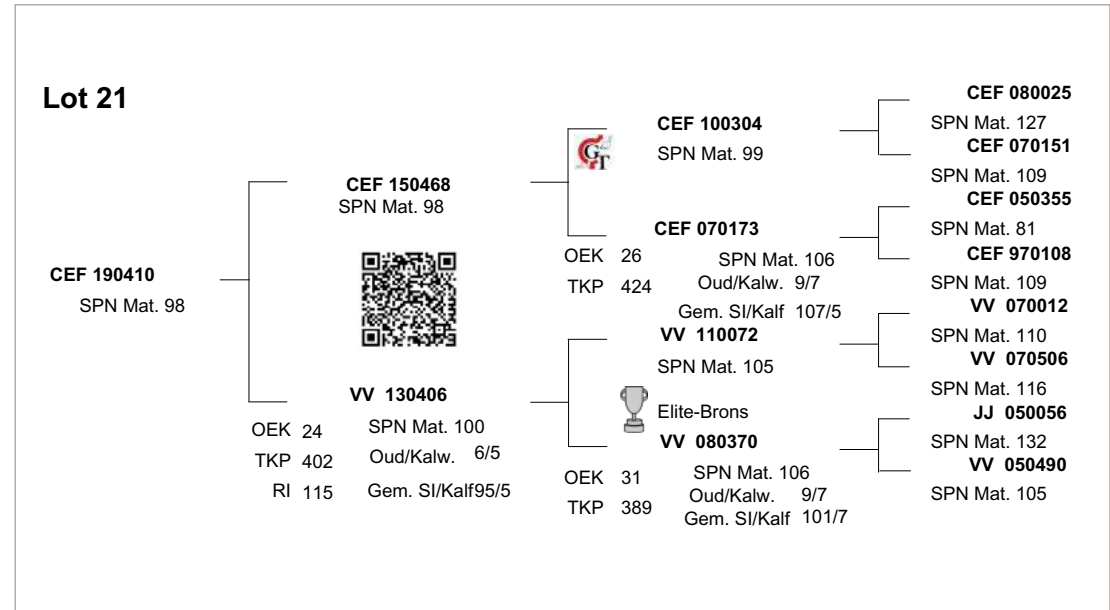 Lot 21
CEF 190410
SPN Mat. 98
CEF 150468
SPN Mat. 98
VV 130406
OEK 24 SPN Mat. 100
TKP 402 Oud/Kalw. 6/5
RI 115 Gem. SI/Kalf95/5
GT
CEF 100304
SPN Mat. 99
CEF 070173
OEK 26 SPN Mat. 106
TKP 424 Oud/Kalw. 9/7
Gem. SI/Kalf 107/5
VV 110072
SPN Mat. 105
Elite-Brons
VV 080370
OEK 31 SPN Mat. 106
TKP 389 Oud/Kalw. 9/7
Gem. SI/Kalf 101/7
CEF 080025
SPN Mat. 127
CEF 070151
SPN Mat. 109
CEF 050355
SPN Mat. 81
CEF 970108
SPN Mat. 109
VV 070012
SPN Mat. 110
VV 070506
SPN Mat. 116
JJ 050056
SPN Mat. 132
VV 050490
SPN Mat. 105